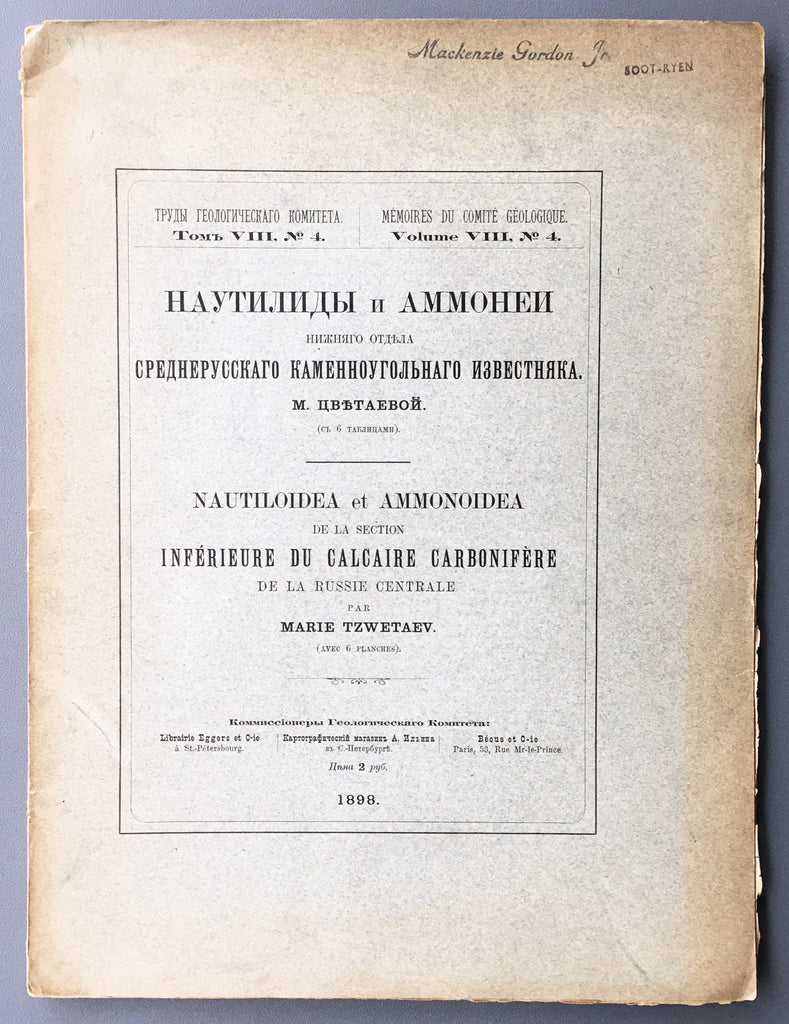 Mackenzie Gordon Jr.
SOOT-RYEN
ТРУДЫ ГЕОЛОГИЧЕСКАГО КОМИТЕТА.
Томъ VIII, № 4.
MÉMOIRES DU COMITÉ GÉOLOGIQUE.
Volume VIII, № 4.
НАУТИЛИДЫ и АММОНЕИ
НИЖНЯГО ОТДѢЛА
СРЕДНЕРУССКАГО КАМЕННОУГОЛЬНАГО ИЗВЕСТНЯКА.
М. ЦВѢТАЕВОЙ.
(СЪ 6 ТАБЛИЦАМИ).
NAUTILOIDEA et AMMONOIDEA
DE LA SECTION
INFÉRIEURE DU CALCAIRE CARBONIFÈRE
DE LA RUSSIE CENTRALE
PAR
MARIE TZWETAEV.
(AVEC 6 PLANCHES).
Коммиссіонеры Геологическаго Комитета:
Librairie Eggers et C-ie
à St.-Pétersbourg.
Картографическій магазинъ А. Ильина
въ С.-Петербургѣ.
Bécus et C-ie
Paris, 53, Rue Mr-le-Prince.
Цѣна 2 руб.
1898.